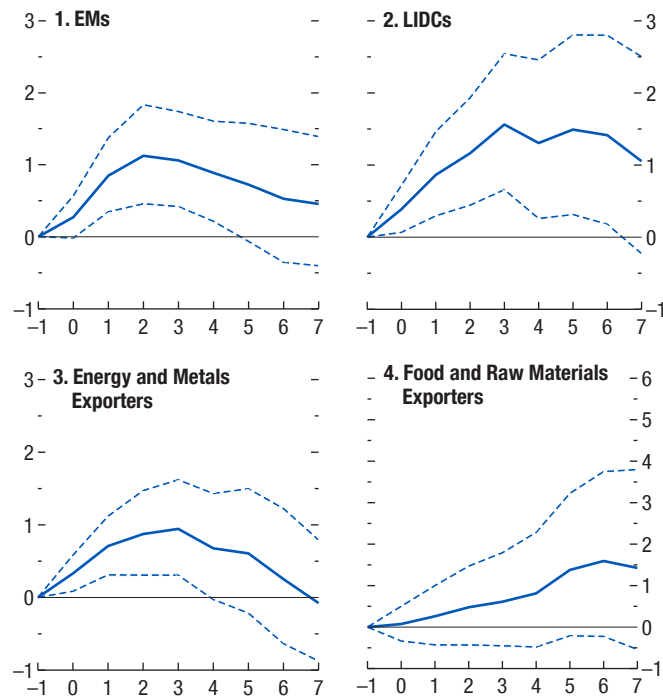 1. EMs
3
2
1
0
–1
–1 0 1 2 3 4 5 6 7
2. LIDCs
3
2
1
0
–1
–1 0 1 2 3 4 5 6 7
3. Energy and Metals
Exporters
3
2
1
0
–1
–1 0 1 2 3 4 5 6 7
4. Food and Raw Materials
Exporters
6
5
4
3
2
1
0
–1
–1 0 1 2 3 4 5 6 7